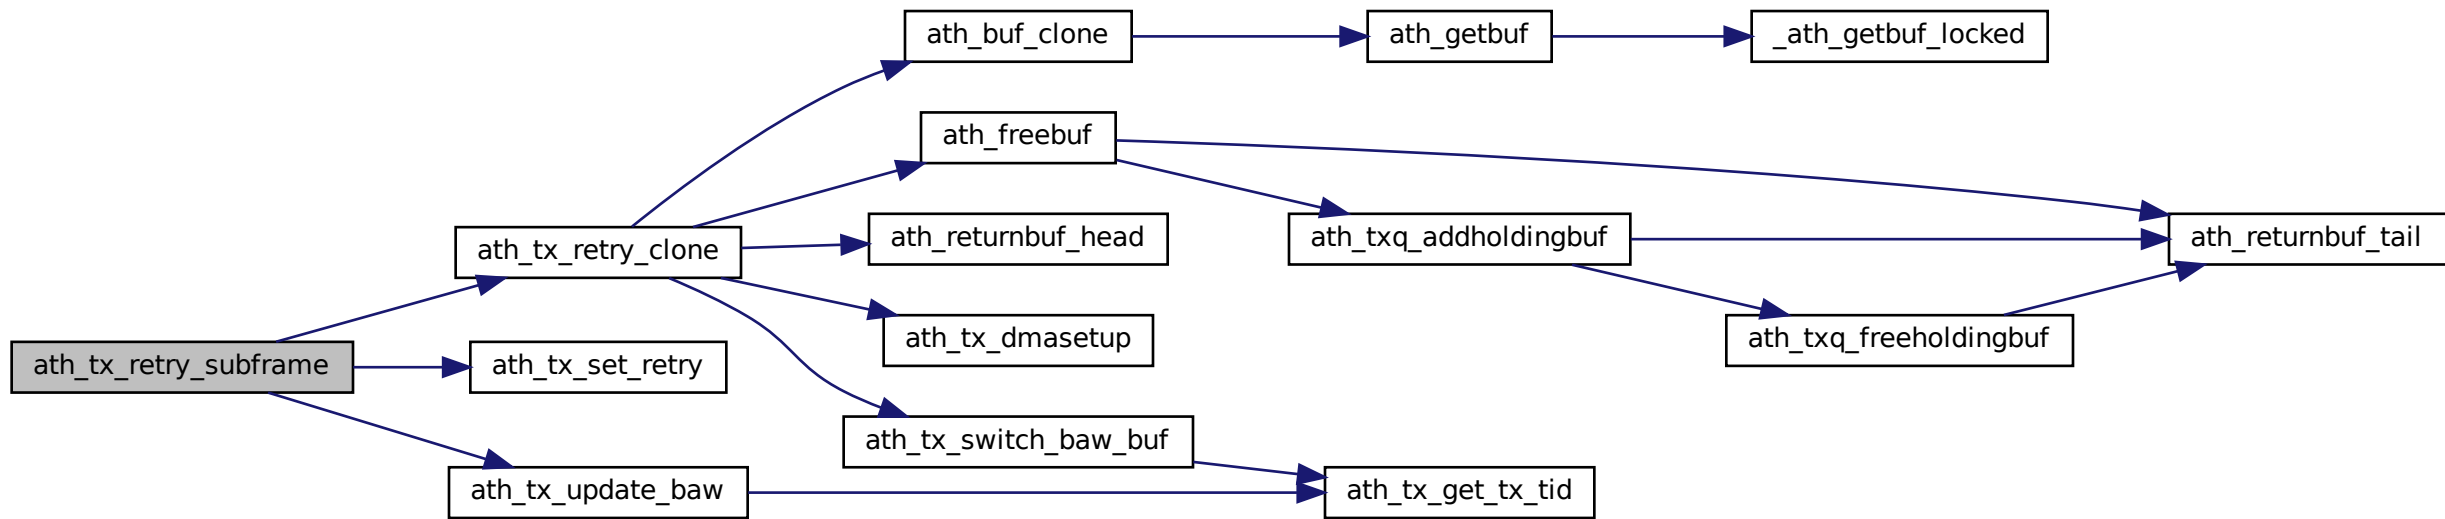 ath_buf_clone
ath_getbuf
_ath_getbuf_locked
ath_freebuf
ath_tx_retry_clone
ath_returnbuf_head
ath_txq_addholdingbuf
ath_returnbuf_tail
ath_tx_dmasetup
ath_txq_freeholdingbuf
ath_tx_retry_subframe
ath_tx_set_retry
ath_tx_switch_baw_buf
ath_tx_update_baw
ath_tx_get_tx_tid